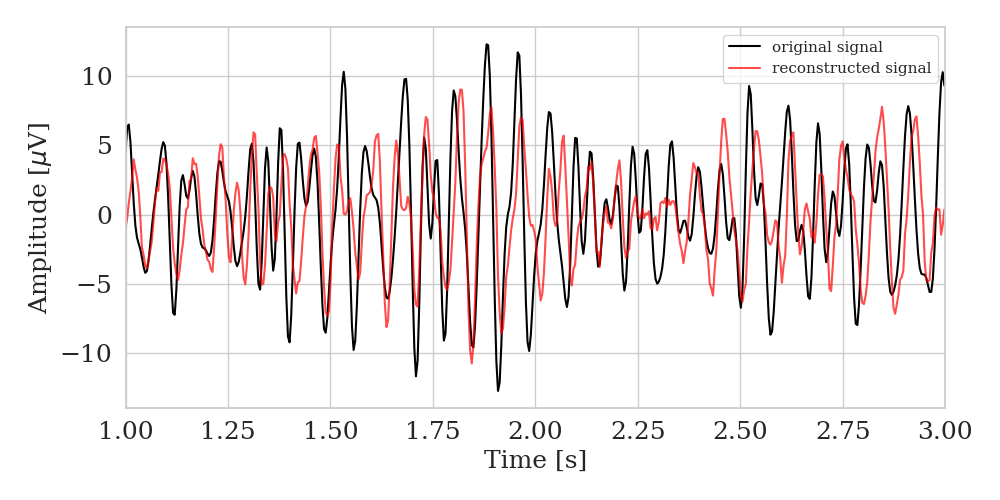 original signal
reconstructed signal
Amplitude [μV]
10
5
0
−5
−10
1.00 1.25 1.50 1.75 2.00 2.25 2.50 2.75 3.00
Time [s]